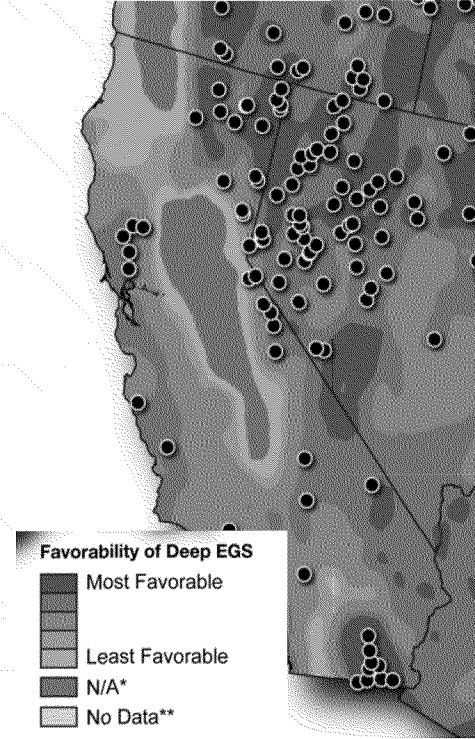 Favorability of Deep EGS
Most Favorable
Least Favorable
N/A*
No Data**